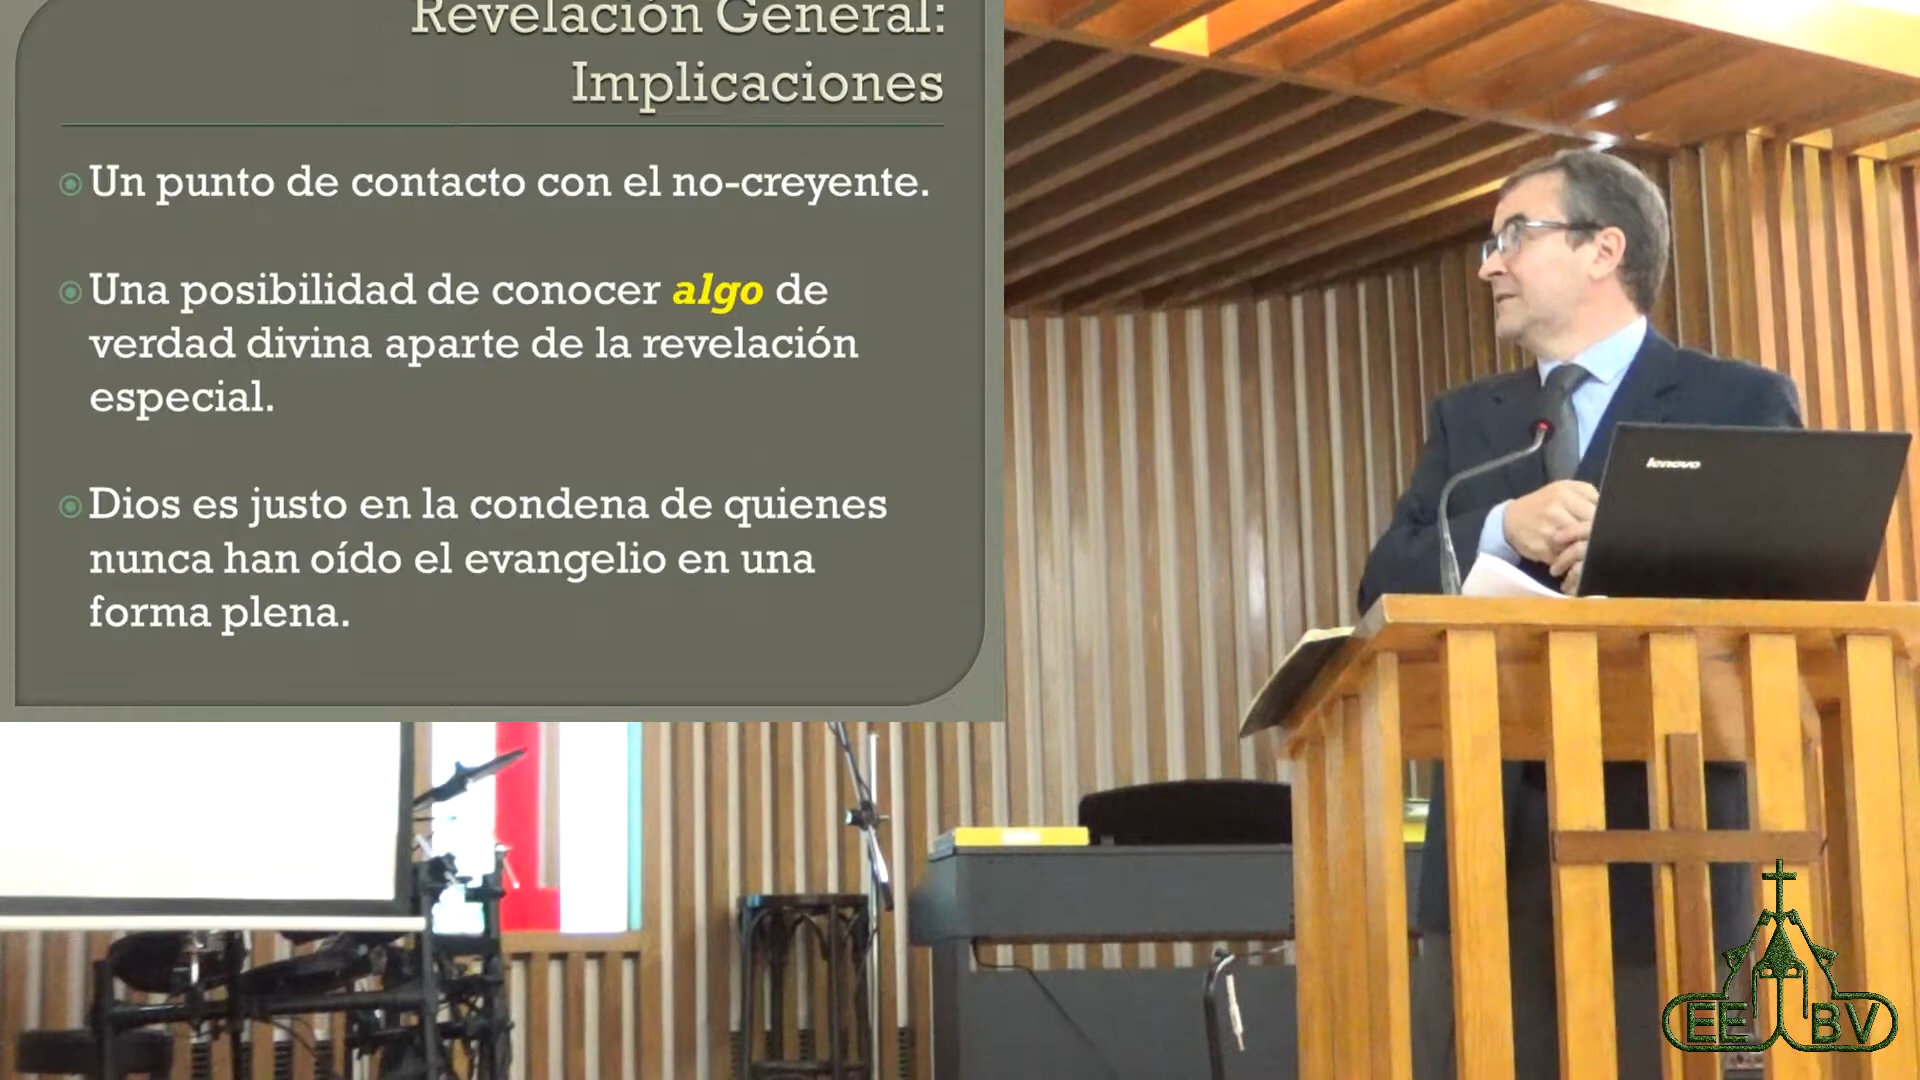 Revelación General:
Implicaciones
Un punto de contacto con el no-creyente.
Una posibilidad de conocer algo de
verdad divina aparte de la revelación
especial.
Dios es justo en la condena de quienes
nunca han oído el evangelio en una
forma plena.
lenovo
EE BV